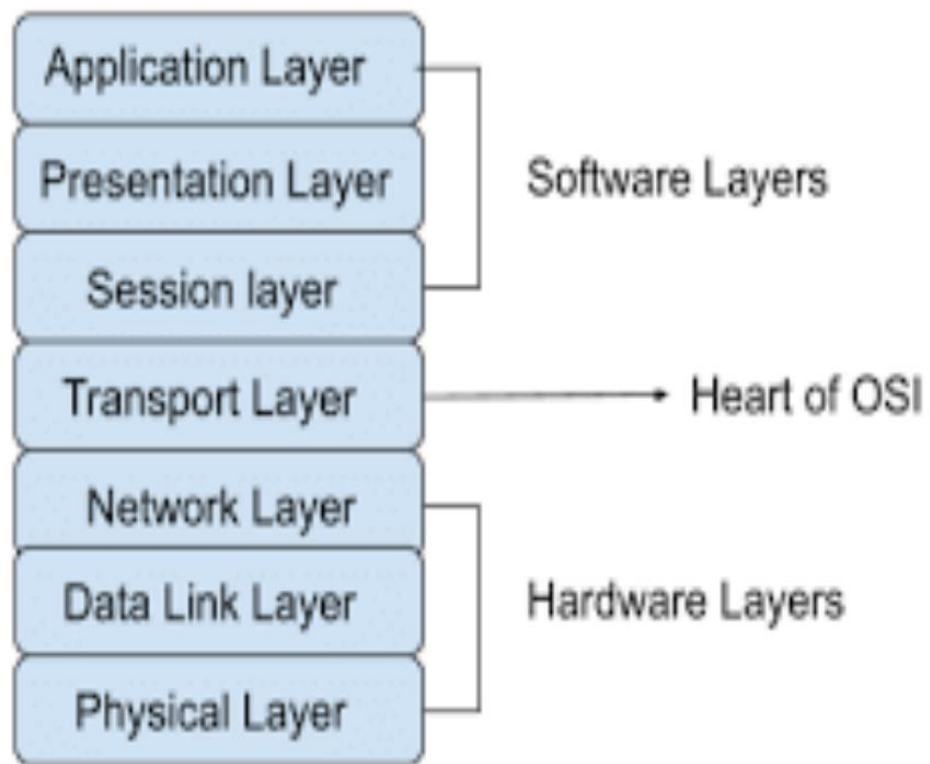 Application Layer
Presentation Layer
Software Layers
Session layer
Transport Layer
Heart of OSI
Network Layer
Data Link Layer
Hardware Layers
Physical Layer